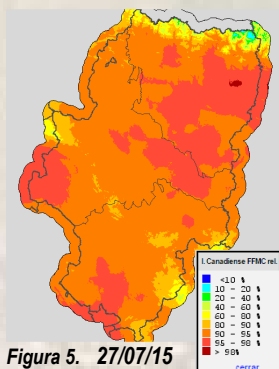 I. Canadiense FFMC rel.
<10 %
10 - 20 %
20 - 40 %
40 - 60 %
60 - 80 %
80 - 90 %
90 - 95 %
95 - 98 %
> 98%
cerrar
Figura 5. 27/07/15